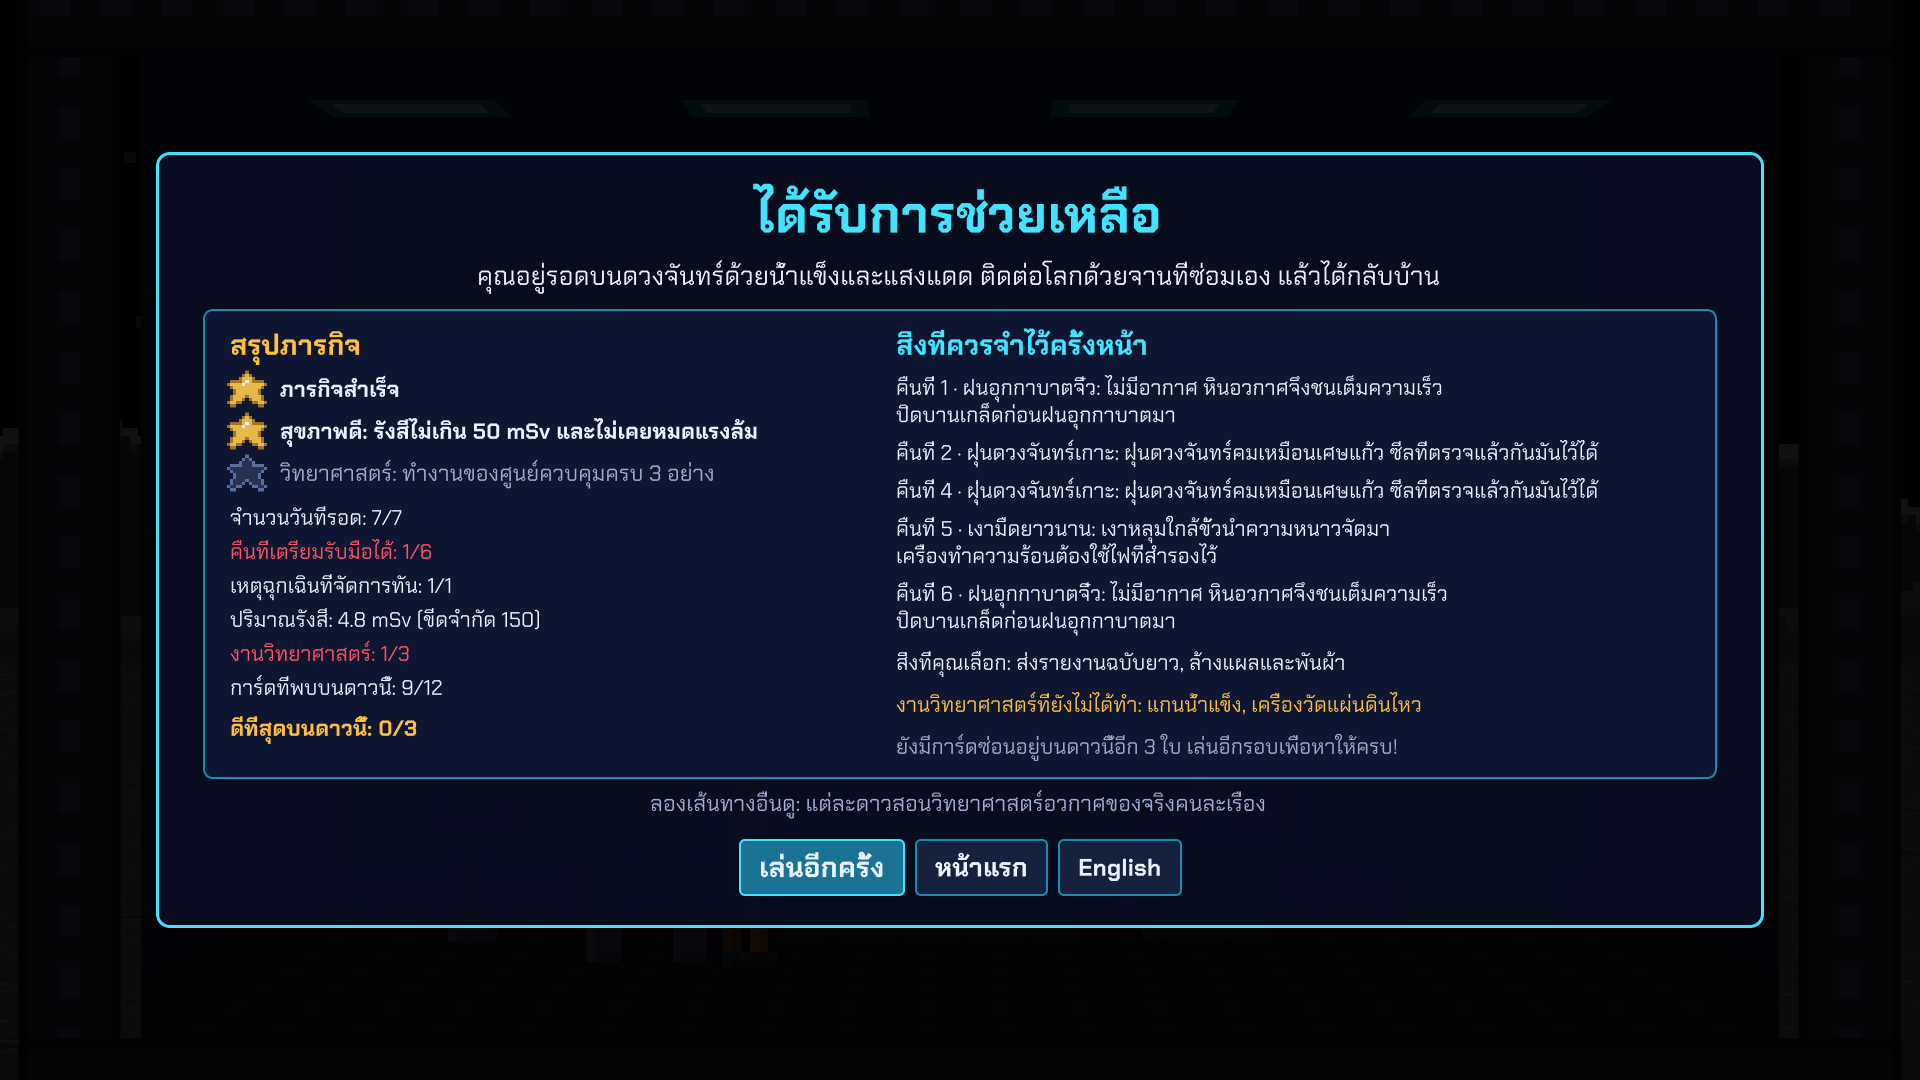 ได้รับการช่วยเหลือ
คุณอยู่รอดบนดวงจันทร์ด้วยน้ำแข็งและแสงแดด ติดต่อโลกด้วยจานที่ซ่อมเอง แล้วได้กลับบ้าน
สรุปภารกิจ
ภารกิจสำเร็จ
สุขภาพดี: รังสีไม่เกิน 50 mSv และไม่เคยหมดแรงล้ม
วิทยาศาสตร์: ทำงานของศูนย์ควบคุมครบ 3 อย่าง
จำนวนวันที่รอด: 7/7
คืนที่เตรียมรับมือได้: 1/6
เหตุฉุกเฉินที่จัดการทัน: 1/1
ปริมาณรังสี: 4.8 mSv (ขีดจำกัด 150)
งานวิทยาศาสตร์: 1/3
การ์ดที่พบบนดาวนี้: 9/12
ดีที่สุดบนดาวนี้: 0/3
สิ่งที่ควรจำไว้ครั้งหน้า
คืนที่ 1 · ฝนอุกกาบาตจิ๋ว: ไม่มีอากาศ หินอวกาศจึงชนเต็มความเร็ว
ปิดบานเกล็ดก่อนฝนอุกกาบาตมา
คืนที่ 2 · ฝุ่นดวงจันทร์เกาะ: ฝุ่นดวงจันทร์คมเหมือนเศษแก้ว ซีลที่ตรวจแล้วกันมันไว้ได้
คืนที่ 4 · ฝุ่นดวงจันทร์เกาะ: ฝุ่นดวงจันทร์คมเหมือนเศษแก้ว ซีลที่ตรวจแล้วกันมันไว้ได้
คืนที่ 5 · เงามืดยาวนาน: เงาหลุมใกล้ขั้วนำความหนาวจัดมา
เครื่องทำความร้อนต้องใช้ไฟที่สำรองไว้
คืนที่ 6 · ฝนอุกกาบาตจิ๋ว: ไม่มีอากาศ หินอวกาศจึงชนเต็มความเร็ว
ปิดบานเกล็ดก่อนฝนอุกกาบาตมา
สิ่งที่คุณเลือก: ส่งรายงานฉบับยาว, ล้างแผลและพันผ้า
งานวิทยาศาสตร์ที่ยังไม่ได้ทำ: แกนน้ำแข็ง, เครื่องวัดแผ่นดินไหว
ยังมีการ์ดซ่อนอยู่บนดาวนี้อีก 3 ใบ เล่นอีกรอบเพื่อหาให้ครบ!
ลองเส้นทางอื่นดู: แต่ละดาวสอนวิทยาศาสตร์อวกาศของจริงคนละเรื่อง
เล่นอีกครั้ง
หน้าแรก
English